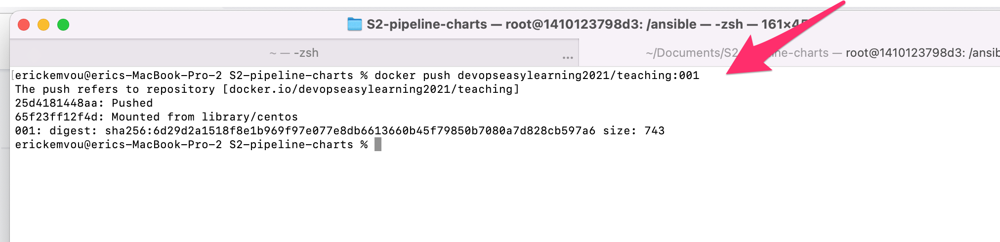 S2-pipeline-charts — root@1410123798d3: /ansible — -zsh — 161×45
~ — -zsh
...
~/Documents/S2 ne-charts — root@1410123798d3: /ansib
erickemvou@erics-MacBook-Pro-2 S2-pipeline-charts % docker push devopseasylearning2021/teaching:001
The push refers to repository [docker.io/devopseasylearning2021/teaching]
25d4181448aa: Pushed
65f23ff12f4d: Mounted from library/centos
001: digest: sha256:6d29d2a1518f8e1b969f97e077e8db6613660b45f79850b7080a7d828cb597a6 size: 743
erickemvou@erics-MacBook-Pro-2 S2-pipeline-charts %